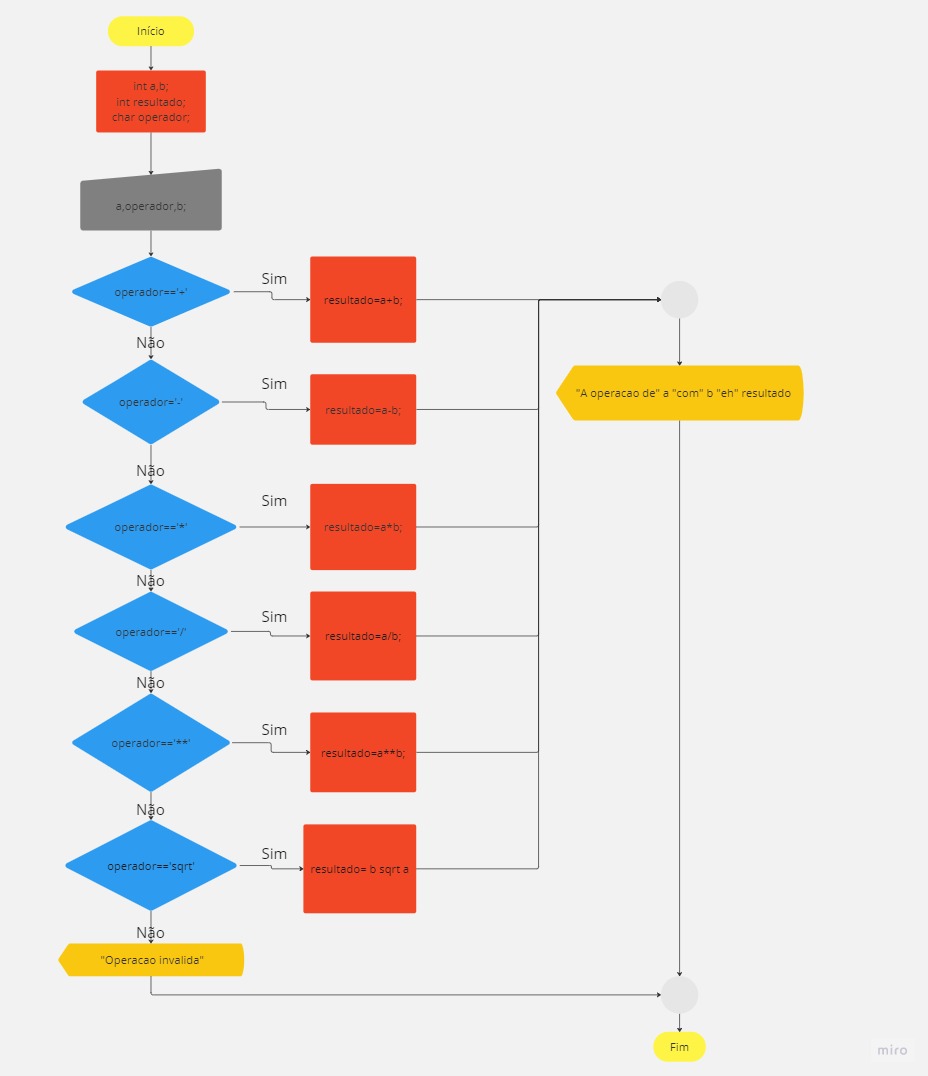 Início
int a,b;
int resultado;
char operador;
a,operador,b;
operador=='+'
Sim
resultado=a+b;
Não
operador='-'
Sim
resultado=a-b;
"A operacao de" a "com" b "eh" resultado
Não
operador=='*'
Sim
resultado=a*b;
Não
operador=='/'
Sim
resultado=a/b;
Não
operador=='**'
Sim
resultado=a**b;
Não
operador=='sqrt'
Sim
resultado= b sqrt a
Não
"Operacao invalida"
Fim
miro